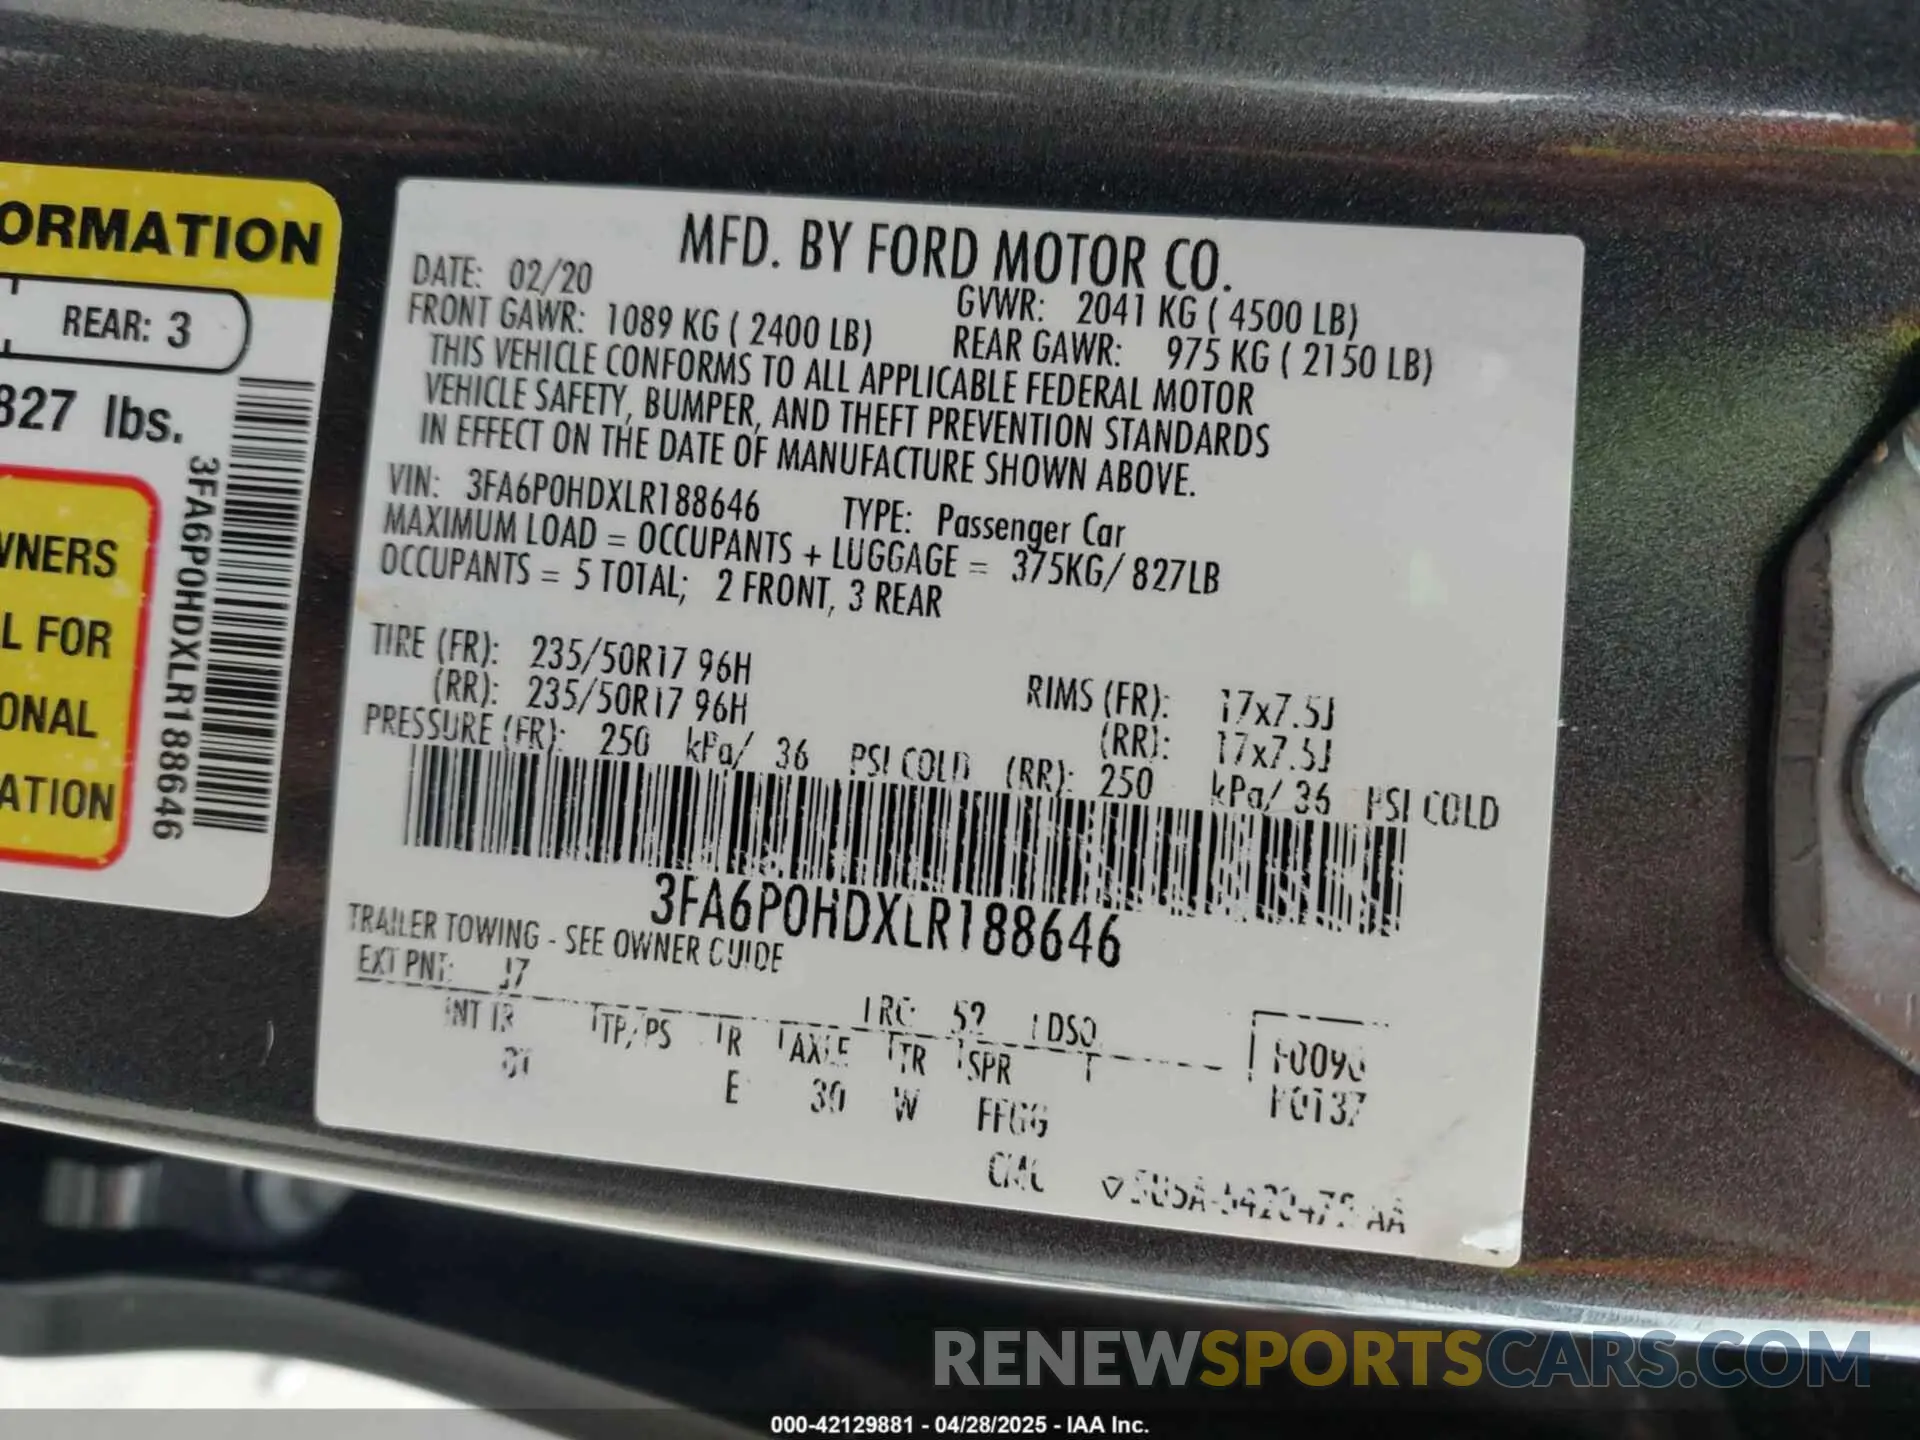 ORMATION
REAR: 3
827 lbs.
WNERS
L FOR
ONAL
ATION
3FA6P0HDXLR188646
MFD. BY FORD MOTOR CO.
DATE: 02/20
GVWR: 2041 KG ( 4500 LB)
FRONT GAWR: 1089 KG ( 2400 LB)
REAR GAWR: 975 KG ( 2150 LB)
THIS VEHICLE CONFORMS TO ALL APPLICABLE FEDERAL MOTOR
VEHICLE SAFETY, BUMPER, AND THEFT PREVENTION STANDARDS
IN EFFECT ON THE DATE OF MANUFACTURE SHOWN ABOVE.
VIN: 3FA6P0HDXLR188646 TYPE: Passenger Car
MAXIMUM LOAD = OCCUPANTS + LUGGAGE = 375KG/ 827LB
OCCUPANTS = 5 TOTAL; 2 FRONT, 3 REAR
TIRE (FR): 235/50R17 96H
RIMS (FR): 17x7.5J
(RR): 235/50R17 96H
(RR): 17x7.5J
PRESSURE (FR): 250 kPa/ 36 PSI COLD (RR): 250 kPa/ 36 PSI COLD
3FA6P0HDXLR188646
TRAILER TOWING - SEE OWNER GUIDE
EXT PNT: J7
RC: 52 DSO
INT TR TP/PS R AXLE TR SPR
E 30 W FFGG
RENEWSPORTSCARS.COM
000-42129881 - 04/28/2025 - IAA Inc.